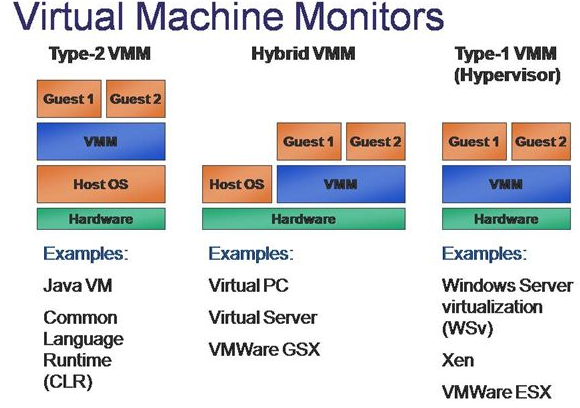 Virtual Machine Monitors
Type-2 VMM
Guest 1 Guest 2
VMM
Host OS
Hardware
Examples:
Java VM
Common
Language
Runtime
(CLR)
Hybrid VMM
Guest 1 Guest 2
Host OS VMM
Hardware
Examples:
Virtual PC
Virtual Server
VMWare GSX
Type-1 VMM
(Hypervisor)
Guest 1 Guest 2
VMM
Hardware
Examples:
Windows Server
virtualization
(WSv)
Xen
VMWare ESX